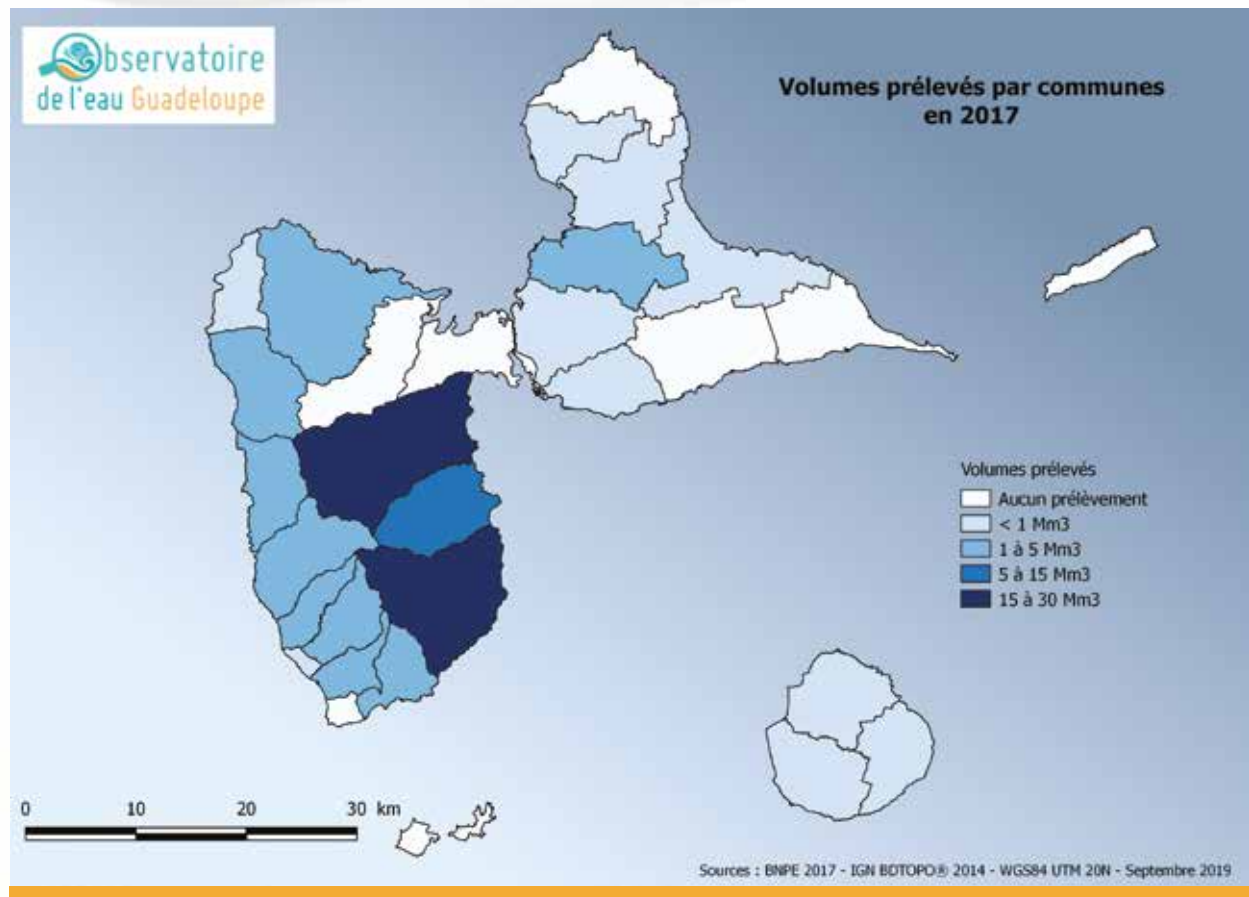 Observatoire
de l'eau Guadeloupe
Volumes prélevés par communes
en 2017
Volumes prélevés
Aucun prélèvement
< 1 Mm3
1 à 5 Mm3
5 à 15 Mm3
15 à 30 Mm3
0 10 20 30 km
Sources : BNPE 2017 - IGN BDTOPO® 2014 - WGS84 UTM 20N - Septembre 2019